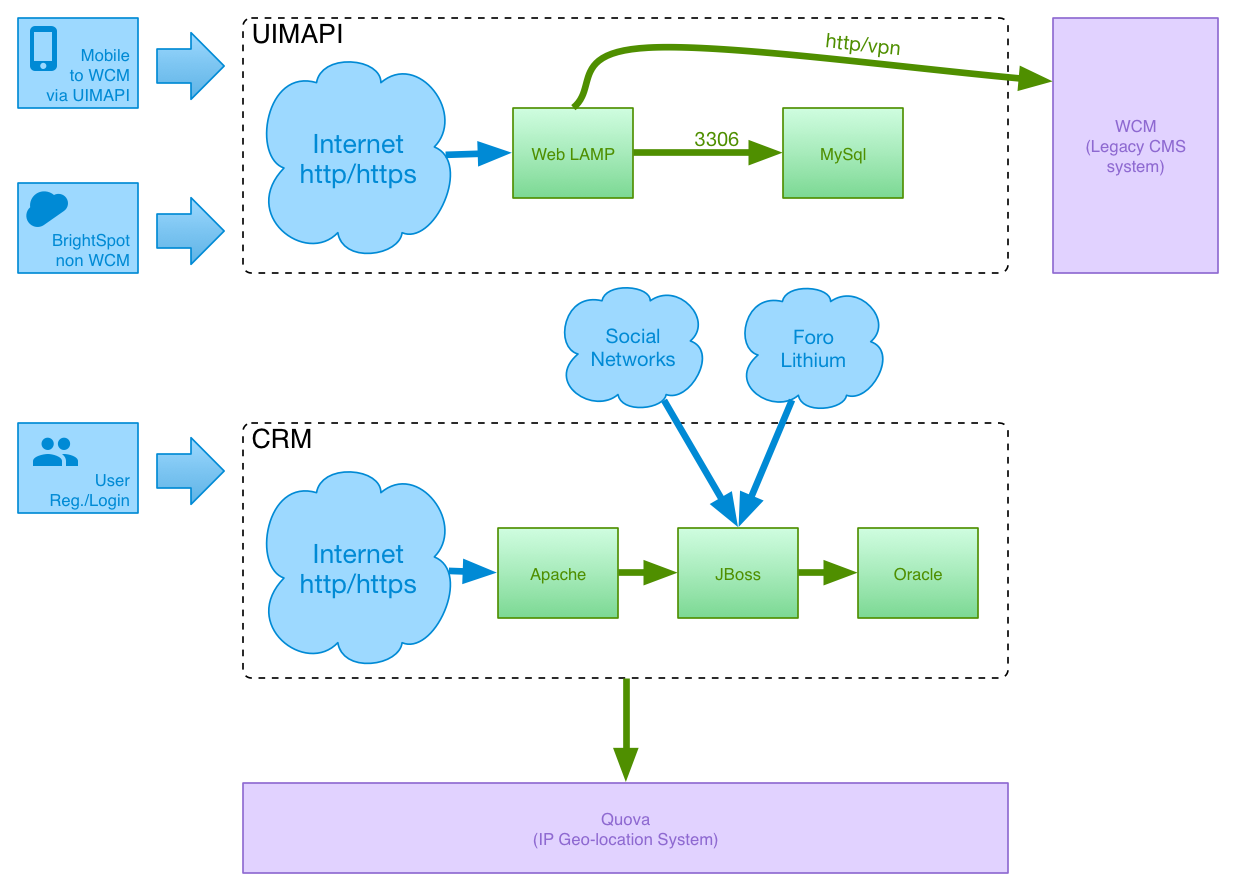 Mobile
to WCM
via UIMAPI
UIMAPI
Internet
http/https
Web LAMP
3306
MySql
http/vpn
WCM
(Legacy CMS
system)
BrightSpot
non WCM
Social
Networks
Foro
Lithium
User
Reg./Login
CRM
Internet
http/https
Apache
JBoss
Oracle
Quova
(IP Geo-location System)